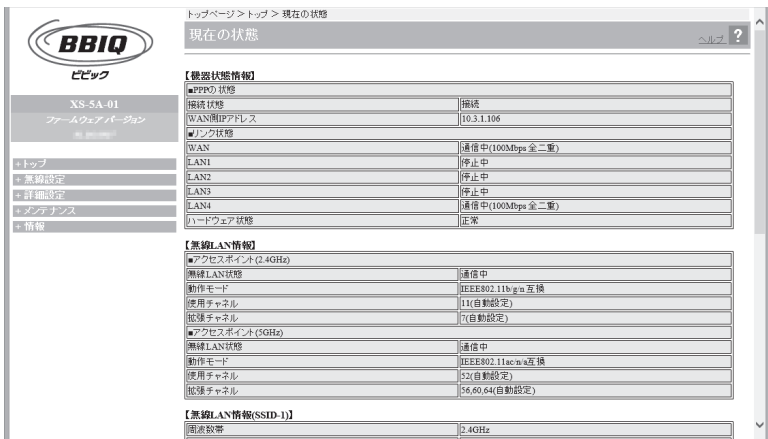 トップページ > トップ > 現在の状態
BBIQ
ビビック
現在の状態
ヘルプ ?
XS-5A-01
ファームウェアバージョン
+トップ
+ 無線設定
+ 詳細設定
+ メンテナンス
+ 情報
【機器状態情報】
■PPPの状態
接続状態 接続
WAN側IPアドレス 10.3.1.106
■リンク状態
WAN 通信中(100Mbps 全二重)
LAN1 停止中
LAN2 停止中
LAN3 停止中
LAN4 通信中(100Mbps 全二重)
ハードウェア状態 正常
【無線LAN情報】
■アクセスポイント(2.4GHz)
無線LAN状態 通信中
動作モード IEEE802.11b/g/n 互換
使用チャネル 11(自動設定)
拡張チャネル 7(自動設定)
■アクセスポイント(5GHz)
無線LAN状態 通信中
動作モード IEEE802.11ac/n/a互換
使用チャネル 52(自動設定)
拡張チャネル 56,60,64(自動設定)
【無線LAN情報(SSID-1)】
周波数帯 2.4GHz